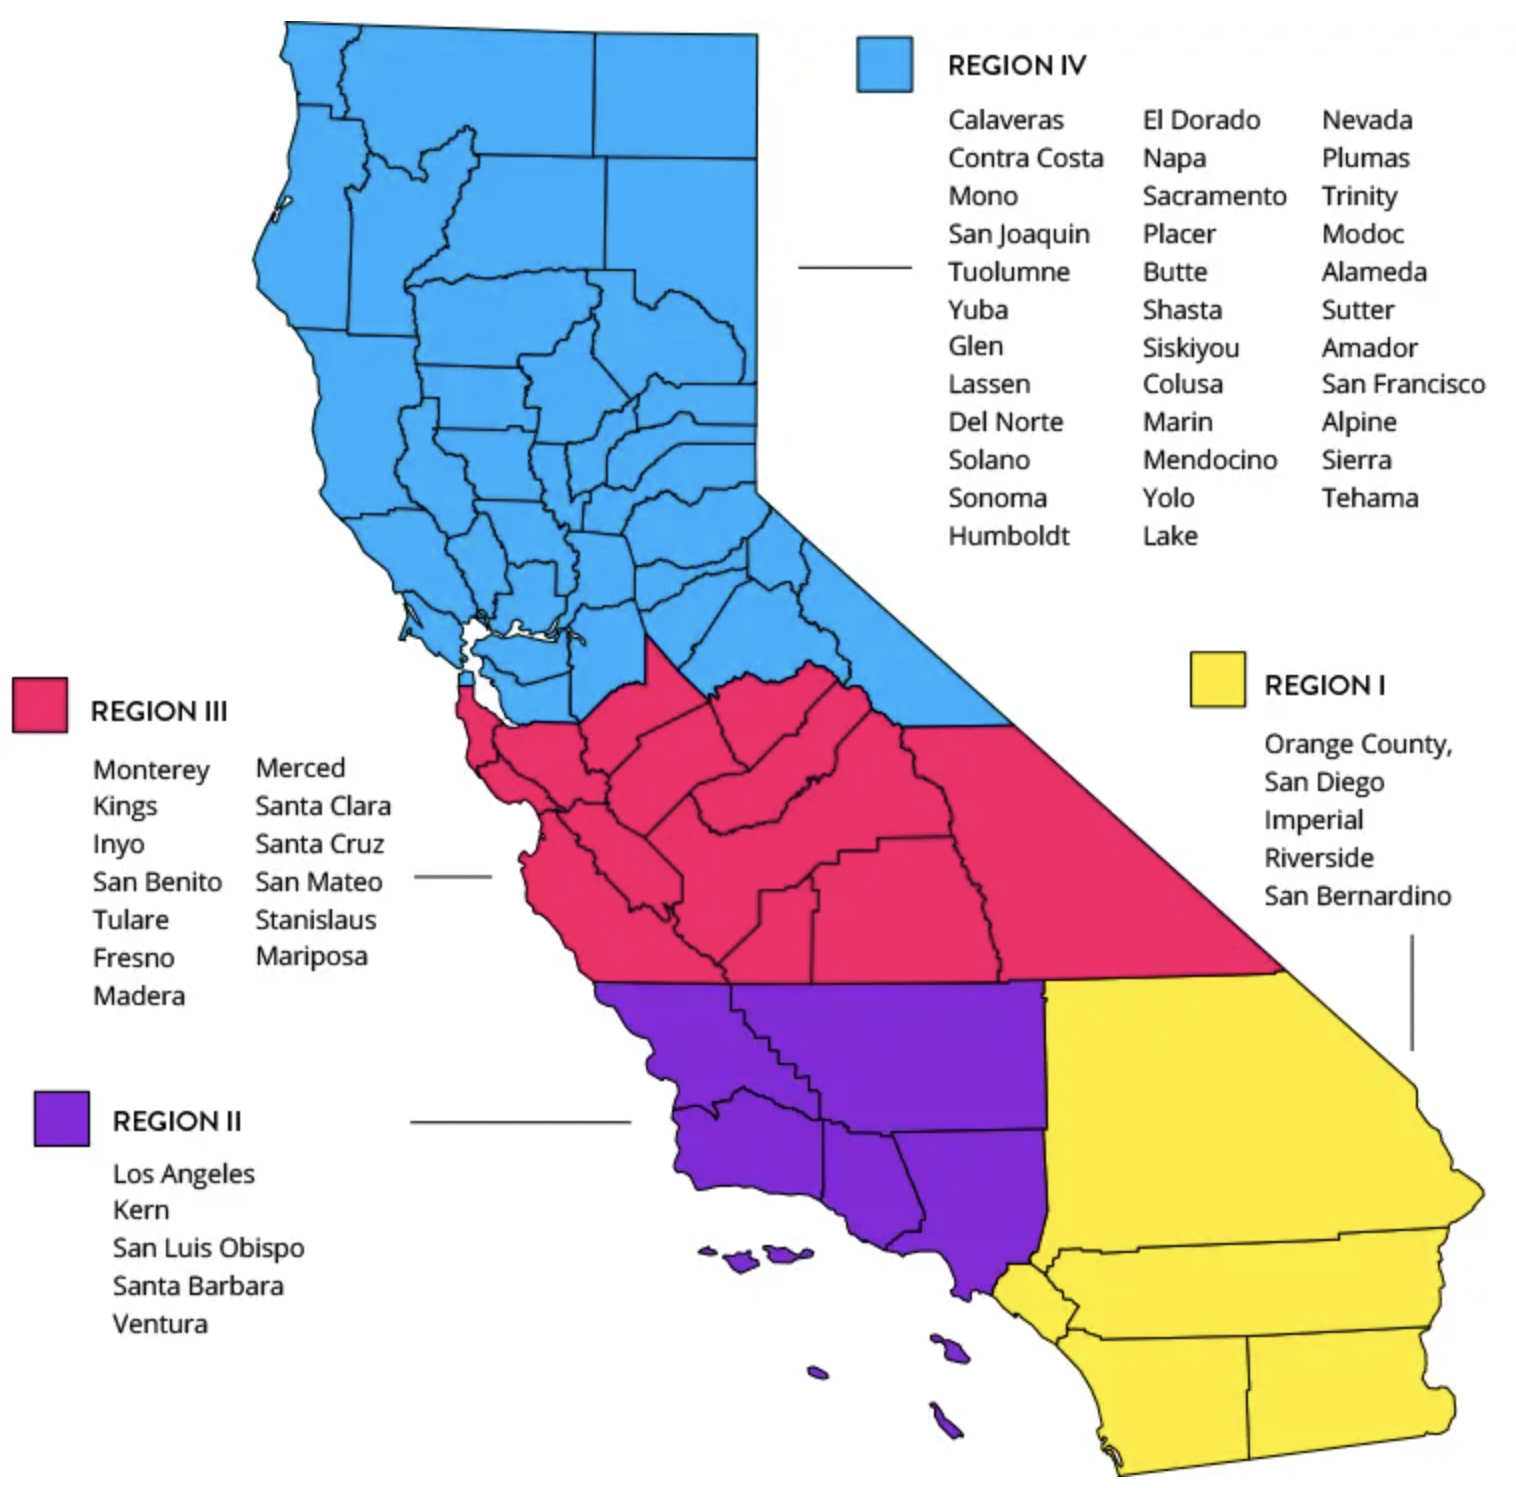 REGION IV
Calaveras El Dorado Nevada
Contra Costa Napa Plumas
Mono Sacramento Trinity
San Joaquin Placer Modoc
Tuolumne Butte Alameda
Yuba Shasta Sutter
Glen Siskiyou Amador
Lassen Colusa San Francisco
Del Norte Marin Alpine
Solano Mendocino Sierra
Sonoma Yolo Tehama
Humboldt Lake
REGION III
Monterey Merced
Kings Santa Clara
Inyo Santa Cruz
San Benito San Mateo
Tulare Stanislaus
Fresno Mariposa
Madera
REGION I
Orange County,
San Diego
Imperial
Riverside
San Bernardino
REGION II
Los Angeles
Kern
San Luis Obispo
Santa Barbara
Ventura